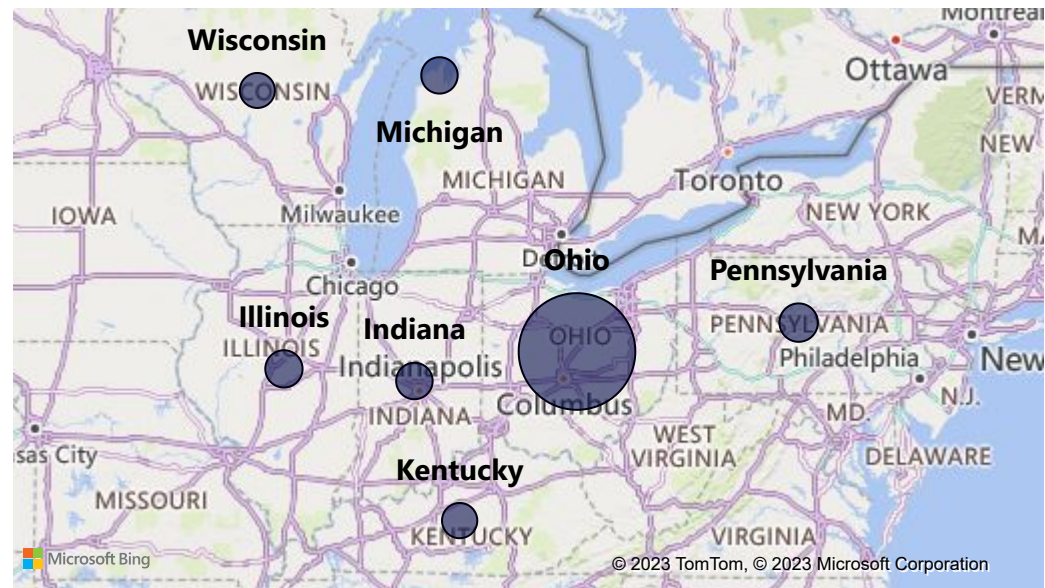 Montreal
Wisconsin
Ottawa
WISCONSIN
VERM
Michigan
NEW
MICHIGAN
Toronto
IOWA
Milwaukee
NEW YORK
MA
Ohio
Chicago
Pennsylvania
Illinois
Indiana
OHIO
PENNSYLVANIA
ILLINOIS
Indianapolis
Philadelphia
New
Columbus
N.J.
INDIANA
MD.
WEST
VIRGINIA
sas City
DELAWARE
Kentucky
MISSOURI
KENTUCKY
VIRGINIA
Microsoft Bing
© 2023 TomTom, © 2023 Microsoft Corporation